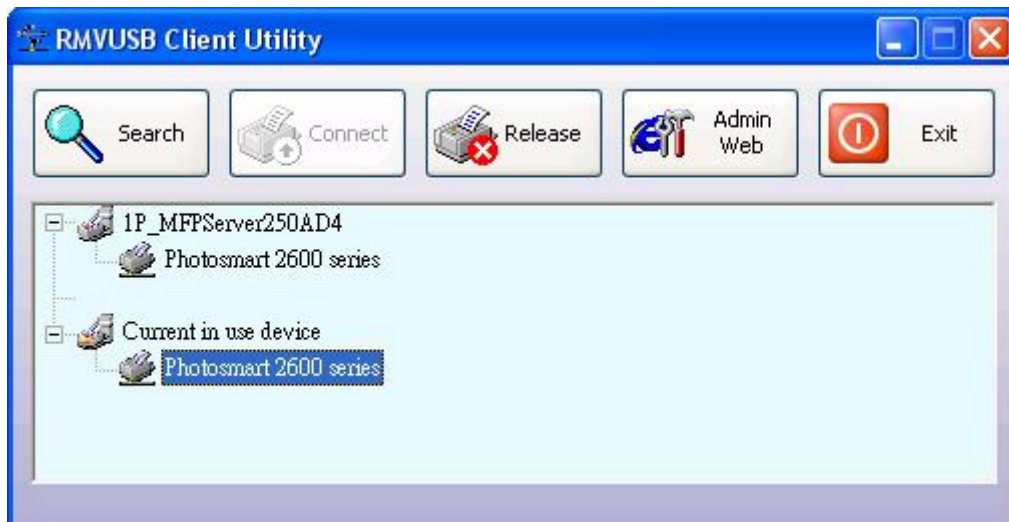 RMVUSB Client Utility
Search
Connect
Release
Admin
Web
Exit
1P_MFPServer250AD4
Photosmart 2600 series
Current in use device
Photosmart 2600 series